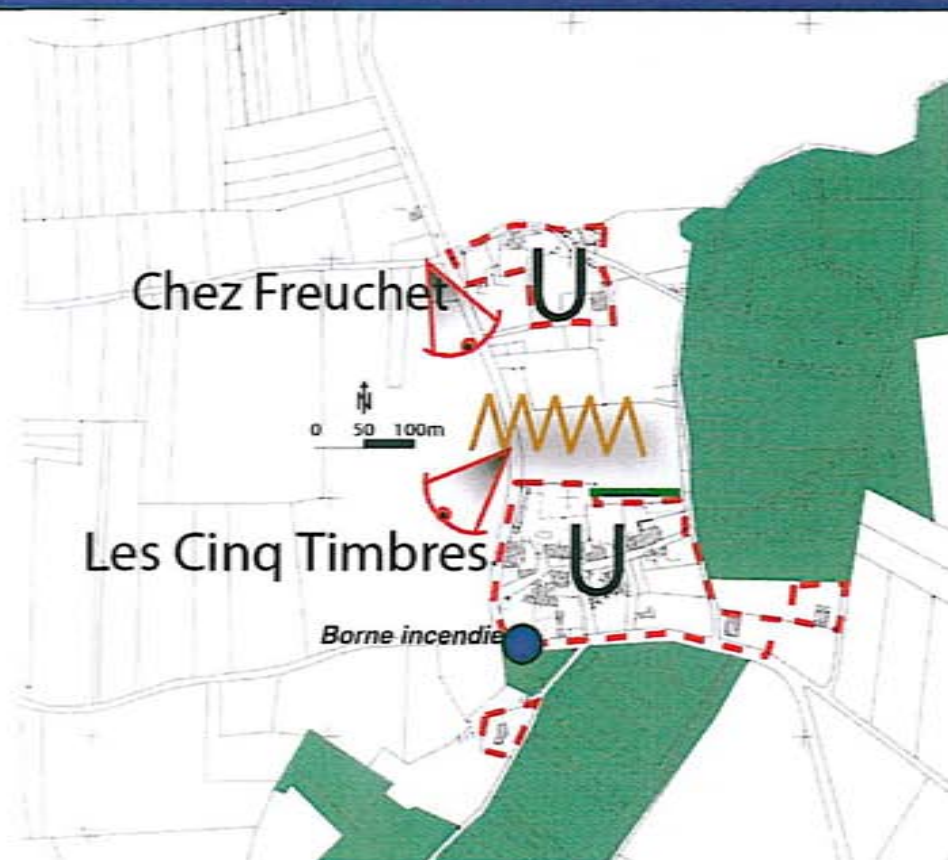 Chez Freuchet
U
N
0 50 100m
Les Cinq Timbres
U
Borne incendie